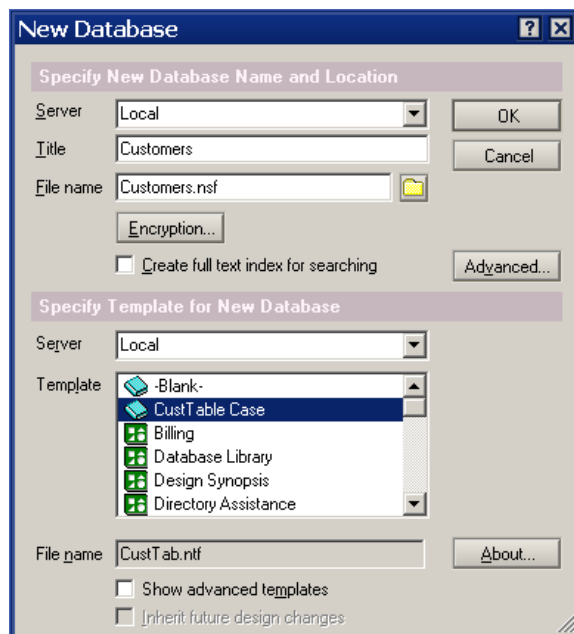 New Database
Specify New Database Name and Location
Server Local OK
Title Customers Cancel
File name Customers.nsf
Encryption...
Create full text index for searching Advanced...
Specify Template for New Database
Server Local
Template -Blank-
CustTable Case
Billing
Database Library
Design Synopsis
Directory Assistance
File name CustTab.ntf About...
Show advanced templates
Inherit future design changes